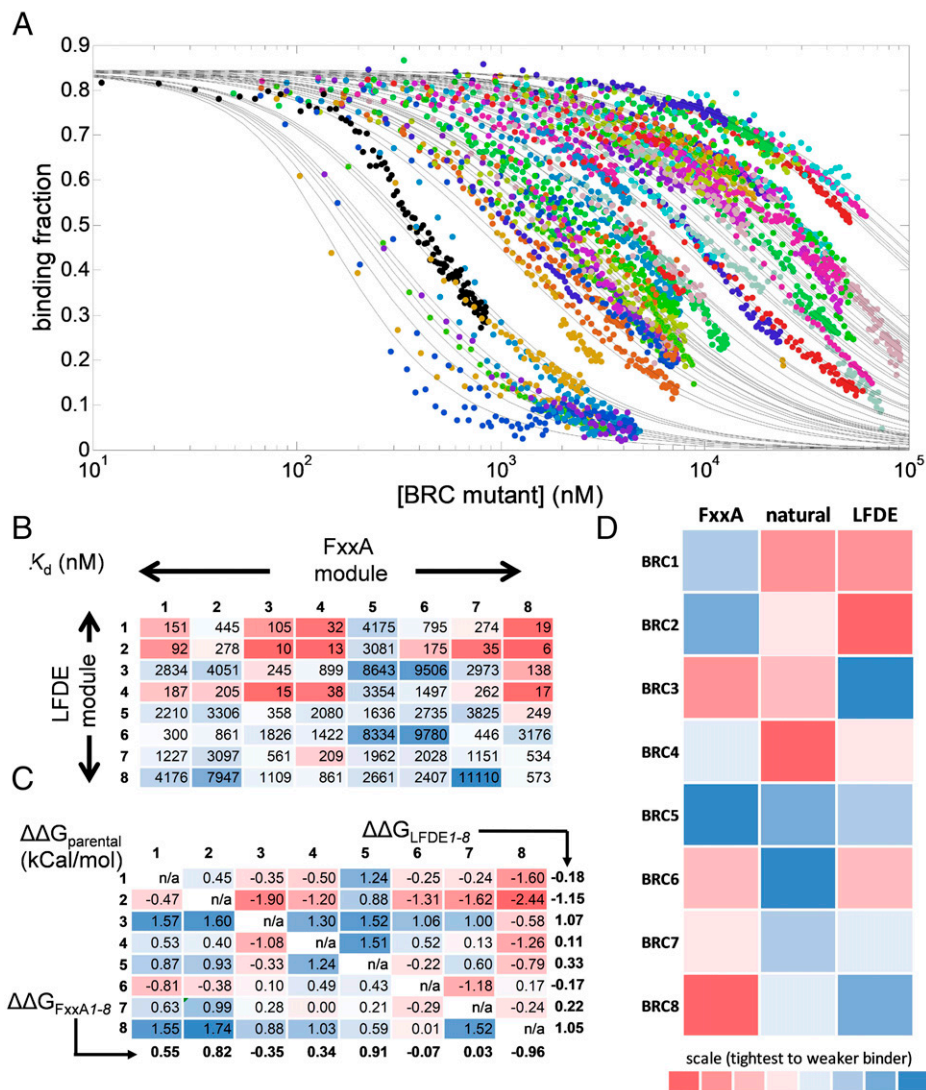 A
0.9
0.8
0.7
0.6
0.5
0.4
0.3
0.2
0.1
0
binding fraction
10^1 10^2 10^3 10^4 10^5
[BRC mutant] (nM)
B
K_d (nM)
FxxA
module
1 2 3 4 5 6 7 8
LFDE
module
1 151 445 105 32 4175 795 274 19
2 92 278 10 13 3081 175 35 6
3 2834 4051 245 899 8643 9506 2973 138
4 187 205 15 38 3354 1497 262 17
5 2210 3306 358 2080 1636 2735 3825 249
6 300 861 1826 1422 8334 9780 446 3176
7 1227 3097 561 209 1962 2028 1151 534
8 4176 7947 1109 861 2661 2407 11110 573
C
ΔΔG_parental
(kCal/mol)
ΔΔG_LFDE1-8
1 2 3 4 5 6 7 8
1 n/a 0.45 -0.35 -0.50 1.24 -0.25 -0.24 -1.60 -0.18
2 -0.47 n/a -1.90 -1.20 0.88 -1.31 -1.62 -2.44 -1.15
3 1.57 1.60 n/a 1.30 1.52 1.06 1.00 -0.58 1.07
4 0.53 0.40 -1.08 n/a 1.51 0.52 0.13 -1.26 0.11
5 0.87 0.93 -0.33 1.24 n/a -0.22 0.60 -0.79 0.33
6 -0.81 -0.38 0.10 0.49 0.43 n/a -1.18 0.17 -0.17
7 0.63 0.99 0.28 0.00 0.21 -0.29 n/a -0.24 0.22
8 1.55 1.74 0.88 1.03 0.59 0.01 1.52 n/a 1.05
ΔΔG_FxxA1-8
0.55 0.82 -0.35 0.34 0.91 -0.07 0.03 -0.96
D
FxxA natural LFDE
BRC1
BRC2
BRC3
BRC4
BRC5
BRC6
BRC7
BRC8
scale (tightest to weaker binder)